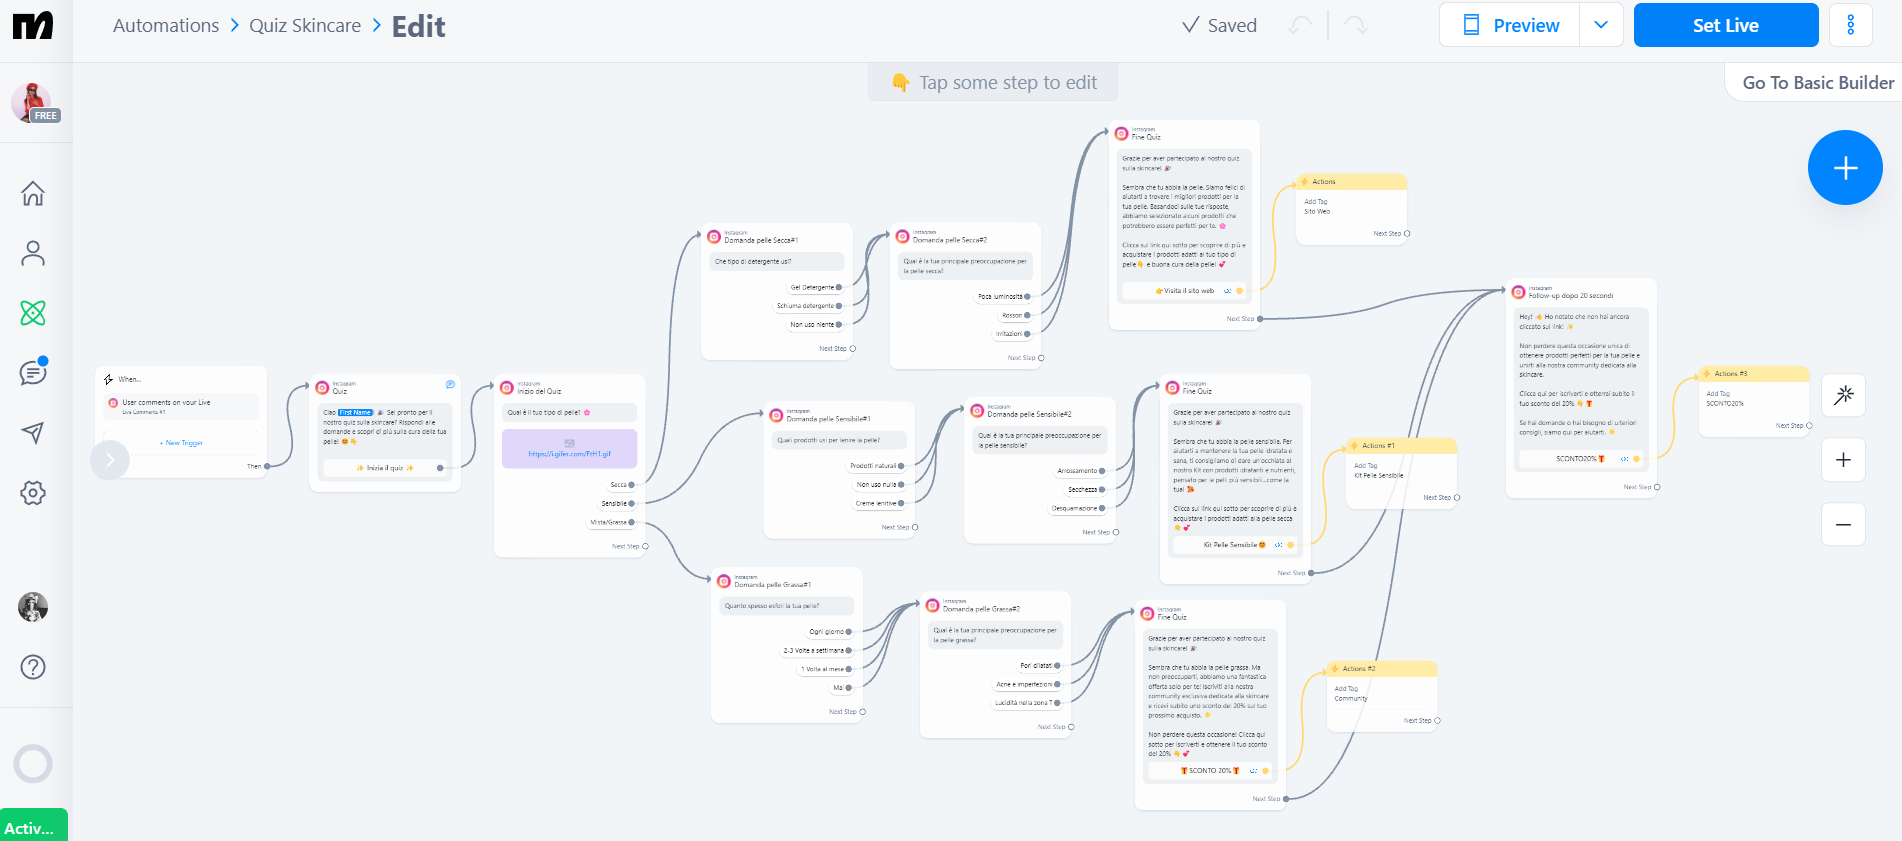 Automations
Quiz Skincare
Edit
Saved
Preview
Set Live
FREE
👇 Tap some step to edit
Go To Basic Builder
When...
User comments on your Live
Live Comments #1
+ New Trigger
Then
Instagram
Quiz
Ciao First Name 🎉 Sei pronto per il
nostro quiz sulla skincare? Rispondi alle
domande e scopri di più sulla cura della tua
pelle! 😍👇
✨ Inizia il quiz ✨
Instagram
Inizio del Quiz
Qual è il tuo tipo di pelle? 🌸
https://i.gifer.com/FtH1.gif
Secca
Sensibile
Mista/Grassa
Next Step
Instagram
Domanda pelle Secca#1
Che tipo di detergente usi?
Gel Detergente
Schiuma detergente
Non uso niente
Next Step
Instagram
Domanda pelle Secca#2
Qual è la tua principale preoccupazione per
la pelle secca?
Poca luminosità
Rossori
Irritazioni
Next Step
Instagram
Fine Quiz
Grazie per aver partecipato al nostro quiz
sulla skincare! 🎉
Sembra che tu abbia la pelle. Siamo felici di
aiutarti a trovare i migliori prodotti per la
tua pelle. Basandoci sulle tue risposte,
abbiamo selezionato alcuni prodotti che
potrebbero essere perfetti per te. 🌸
Clicca sul link qui sotto per scoprire di più e
acquistare i prodotti adatti al tuo tipo di
pelle👇 e buona cura della pelle! 💕
👉Visita il sito web
Next Step
Actions
Add Tag
Sito Web
Next Step
Instagram
Domanda pelle Sensibile#1
Quali prodotti usi per lenire la pelle?
Prodotti naturali
Non uso nulla
Creme lenitive
Next Step
Instagram
Domanda pelle Sensibile#2
Qual è la tua principale preoccupazione per
la pelle sensibile?
Arrossamento
Secchezza
Desquamazione
Next Step
Instagram
Fine Quiz
Grazie per aver partecipato al nostro quiz
sulla skincare! 🎉
Sembra che tu abbia la pelle sensibile. Per
aiutarti a mantenere la tua pelle idratata e
sana, ti consigliamo di dare un'occhiata al
nostro Kit con prodotti idratanti e nutrienti,
pensato per le pelli più sensibili...come la
tua!
Clicca sul link qui sotto per scoprire di più e
acquistare i prodotti adatti alla pelle secca
👇💕
Kit Pelle Sensibile😍
Next Step
Actions #1
Add Tag
Kit Pelle Sensibile
Next Step
Instagram
Domanda pelle Grassa#1
Quanto spesso esfoli la tua pelle?
Ogni giorno
2-3 Volte a settimana
1 Volta al mese
Mai
Next Step
Instagram
Domanda pelle Grassa#2
Qual è la tua principale preoccupazione per
la pelle grassa?
Pori dilatati
Acne e imperfezioni
Lucidità nella zona T
Next Step
Instagram
Fine Quiz
Grazie per aver partecipato al nostro quiz
sulla skincare! 🎉
Sembra che tu abbia la pelle grassa. Ma
non preoccuparti, abbiamo una fantastica
offerta solo per te! Iscriviti alla nostra
community esclusiva dedicata alla skincare
e ricevi subito uno sconto del 20% sul tuo
prossimo acquisto.
Non perdere questa occasione! Clicca qui
sotto per iscriverti e ottenere il tuo sconto
del 20% 👇💕
🎁SCONTO 20%🎁
Next Step
Actions #2
Add Tag
Community
Next Step
Instagram
Follow-up dopo 20 secondi
Hey! 👋 Ho notato che non hai ancora
cliccato sul link! ✨
Non perdere questa occasione unica di
ottenere prodotti perfetti per la tua pelle e
unirti alla nostra community dedicata alla
skincare.
Clicca qui per iscriverti e otterrai subito il
tuo sconto del 20% 👇🎁
Se hai domande o hai bisogno di ulteriori
consigli, siamo qui per aiutarti.
SCONTO20%🎁
Next Step
Actions #3
Add Tag
SCONTO20%
Next Step
Activ...